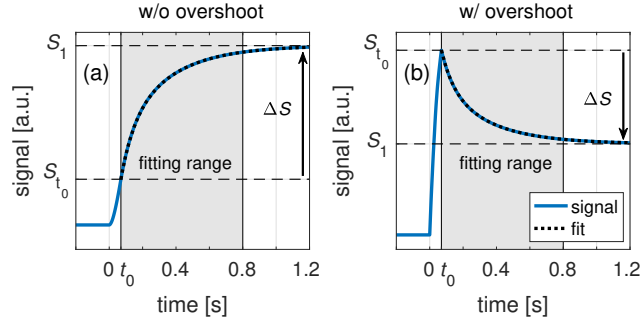 w/o overshoot
S₁
(a)
ΔS
fitting range
Sₜ₀
signal [a.u.]
0 t₀ 0.4 0.8 1.2
time [s]
w/ overshoot
Sₜ₀
(b)
ΔS
S₁
fitting range
signal [a.u.]
signal
fit
0 t₀ 0.4 0.8 1.2
time [s]